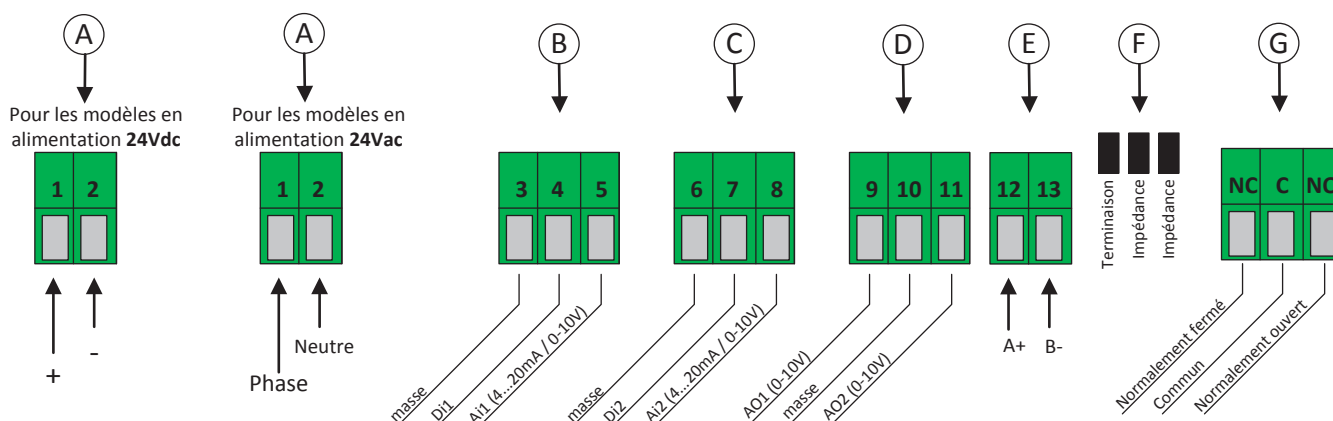 A
A
B
C
D
E
F
G
Pour les modèles en
alimentation 24Vdc
Pour les modèles en
alimentation 24Vac
1 2
1 2
3 4 5
6 7 8
9 10 11
12 13
Terminaison
Impédance
Impédance
NC C NC
+
-
Phase
Neutre
masse
Di1
Ai1 (4...20mA / 0-10V)
masse
Di2
Ai2 (4...20mA / 0-10V)
AO1 (0-10V)
masse
AO2 (0-10V)
A+
B-
Normalement fermé
Commun
Normalement ouvert